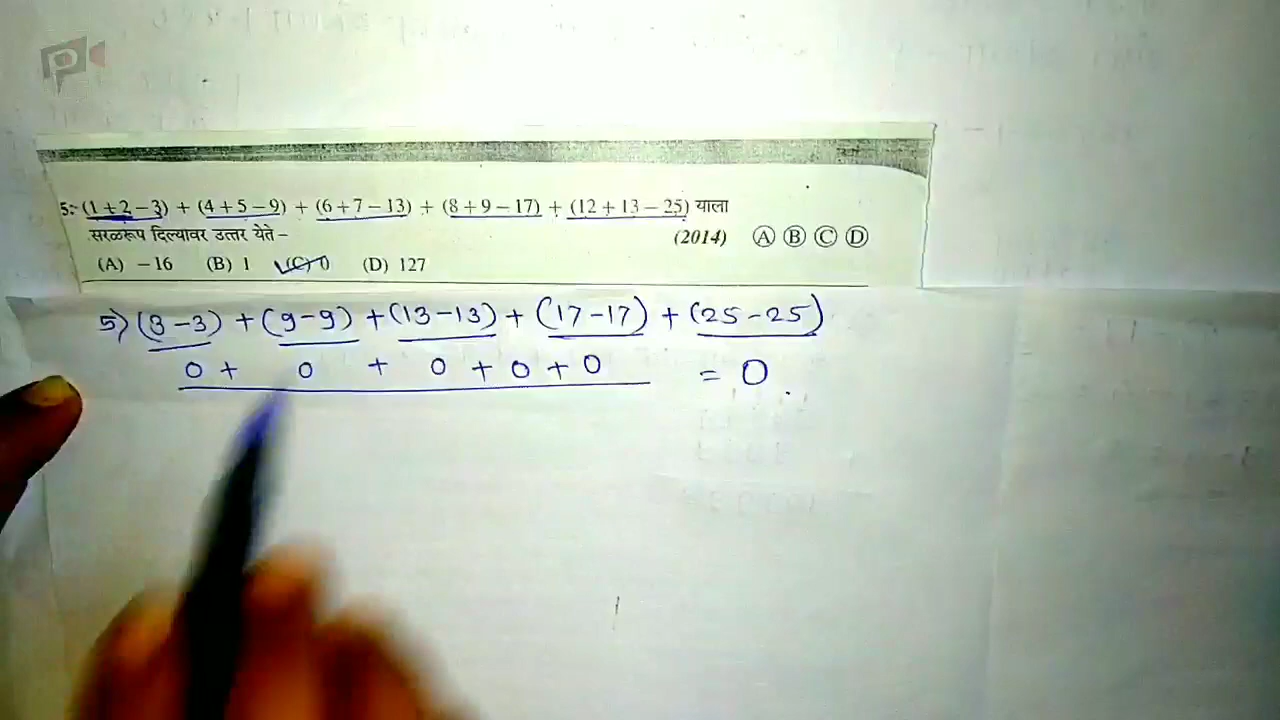 5:- (1 + 2 – 3) + (4 + 5 – 9) + (6 + 7 – 13) + (8 + 9 – 17) + (12 + 13 – 25) याला
सरळरूप दिल्यावर उत्तर येते – (2014) Ⓐ Ⓑ Ⓒ Ⓓ
(A) – 16 (B) 1 (C) 0 (D) 127
5) (3 – 3) + (9 – 9) + (13 – 13) + (17 – 17) + (25 – 25)
0 + 0 + 0 + 0 + 0 = 0.